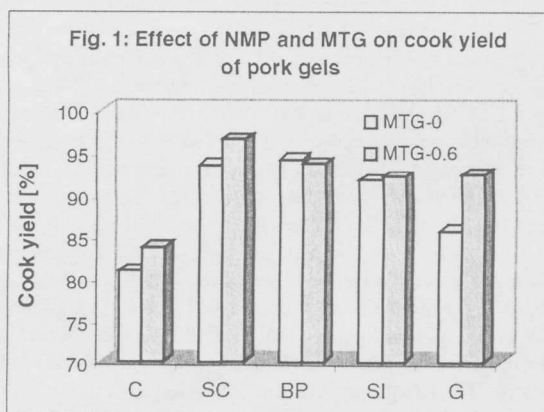 Fig. 1: Effect of NMP and MTG on cook yield
of pork gels
Cook yield [%]
100
95
90
85
80
75
70
MTG-0
MTG-0.6
C SC BP SI G